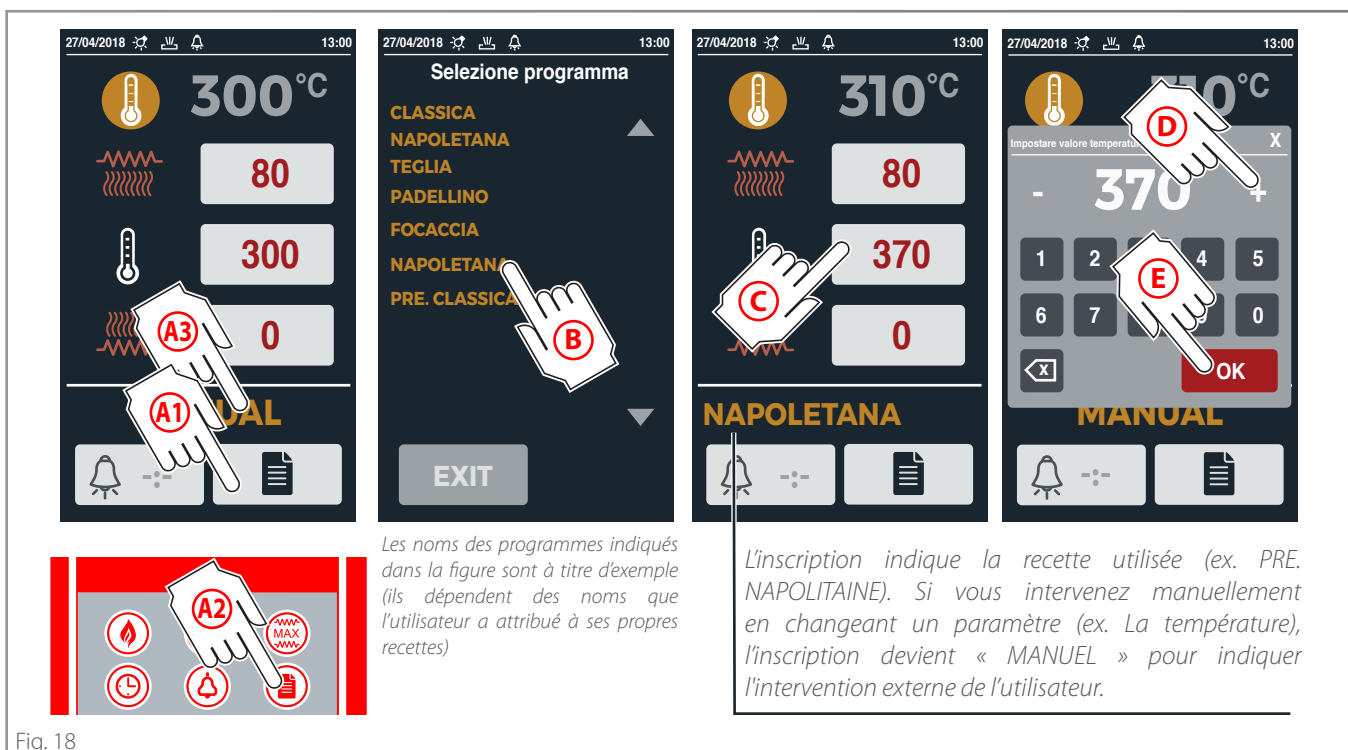 27/04/2018 13:00
300°C
80
300
0
A3
A1
UAL
-:-
A2
MAX
27/04/2018 13:00
Selezione programma
CLASSICA
NAPOLETANA
TEGLIA
PADELLINO
FOCACCIA
NAPOLETANA
PRE. CLASSICA
B
EXIT
Les noms des programmes indiqués
dans la figure sont à titre d'exemple
(ils dépendent des noms que
l'utilisateur a attribué à ses propres
recettes)
27/04/2018 13:00
310°C
80
370
C
0
NAPOLETANA
-:-
27/04/2018 13:00
10°C
D
Impostare valore temperatu X
- 370 +
1 2 4 5
E
6 7 0
X OK
MANUAL
-:-
L'inscription indique la recette utilisée (ex. PRE.
NAPOLITAINE). Si vous intervenez manuellement
en changeant un paramètre (ex. La température),
l'inscription devient « MANUEL » pour indiquer
l'intervention externe de l'utilisateur.
Fig. 18